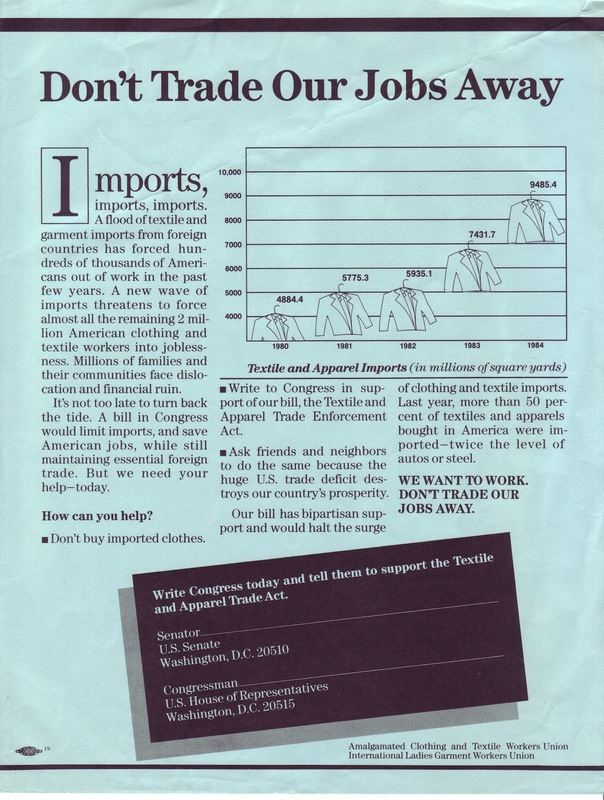 Don't Trade Our Jobs Away
Imports,
imports, imports.
A flood of textile and
garment imports from foreign
countries has forced hun-
dreds of thousands of Ameri-
cans out of work in the past
few years. A new wave of
imports threatens to force
almost all the remaining 2 mil-
lion American clothing and
textile workers into jobless-
ness. Millions of families and
their communities face dislo-
cation and financial ruin.
It's not too late to turn back
the tide. A bill in Congress
would limit imports, and save
American jobs, while still
maintaining essential foreign
trade. But we need your
help–today.
How can you help?
■ Don't buy imported clothes.
10,000
9000
8000
7000
6000
5000
4000
4884.4
5775.3
5935.1
7431.7
9485.4
1980 1981 1982 1983 1984
Textile and Apparel Imports (in millions of square yards)
■ Write to Congress in sup-
port of our bill, the Textile and
Apparel Trade Enforcement
Act.
■ Ask friends and neighbors
to do the same because the
huge U.S. trade deficit des-
troys our country's prosperity.
Our bill has bipartisan sup-
port and would halt the surge
of clothing and textile imports.
Last year, more than 50 per-
cent of textiles and apparels
bought in America were im-
ported–twice the level of
autos or steel.
WE WANT TO WORK.
DON'T TRADE OUR
JOBS AWAY.
Write Congress today and tell them to support the Textile
and Apparel Trade Act.
Senator
U.S. Senate
Washington, D.C. 20510
Congressman
U.S. House of Representatives
Washington, D.C. 20515
19
Amalgamated Clothing and Textile Workers Union
International Ladies Garment Workers Union